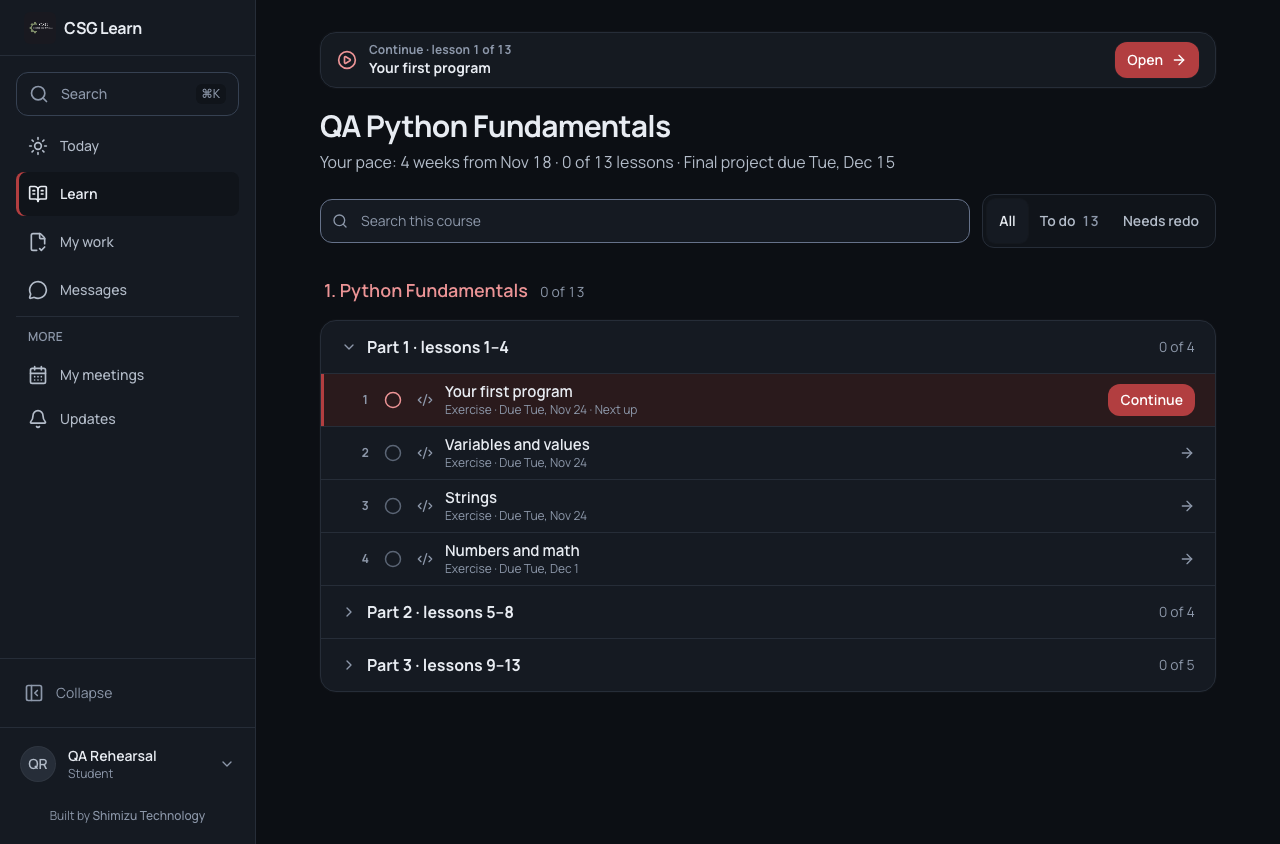 CSG Learn
Search ⌘K
Today
Learn
My work
Messages
MORE
My meetings
Updates
Collapse
QR
QA Rehearsal
Student
Built by Shimizu Technology
Continue · lesson 1 of 13
Your first program
Open
QA Python Fundamentals
Your pace: 4 weeks from Nov 18 · 0 of 13 lessons · Final project due Tue, Dec 15
Search this course
All
To do 13
Needs redo
1. Python Fundamentals 0 of 13
Part 1 · lessons 1–4 0 of 4
1 Your first program
Exercise · Due Tue, Nov 24 · Next up
Continue
2 Variables and values
Exercise · Due Tue, Nov 24
3 Strings
Exercise · Due Tue, Nov 24
4 Numbers and math
Exercise · Due Tue, Dec 1
Part 2 · lessons 5–8 0 of 4
Part 3 · lessons 9–13 0 of 5